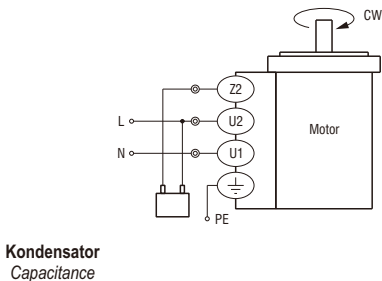 CW
Z2
L
U2
Motor
N
U1
PE
Kondensator
Capacitance